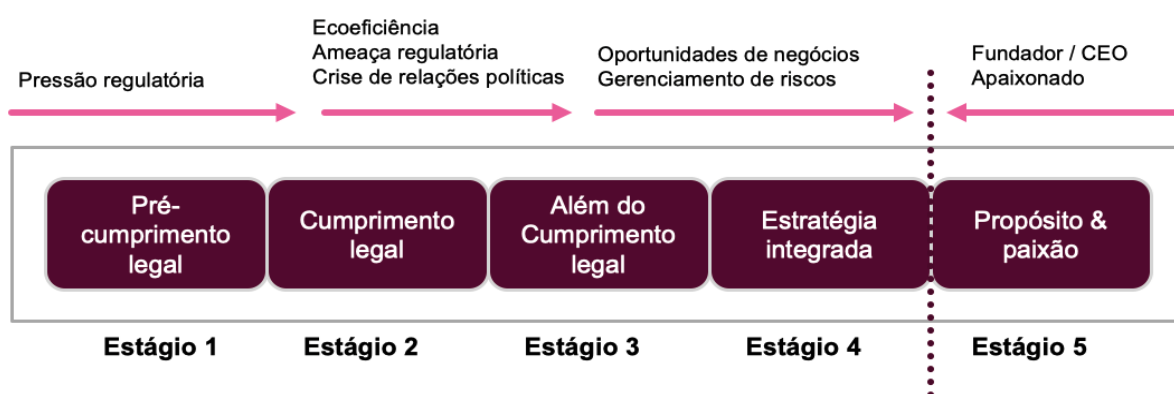 Pressão regulatória
Ecoeficiência
Ameaça regulatória
Crise de relações políticas
Oportunidades de negócios
Gerenciamento de riscos
Fundador / CEO
Apaixonado
Pré-
cumprimento
legal
Cumprimento
legal
Além do
Cumprimento
legal
Estratégia
integrada
Propósito &
paixão
Estágio 1
Estágio 2
Estágio 3
Estágio 4
Estágio 5